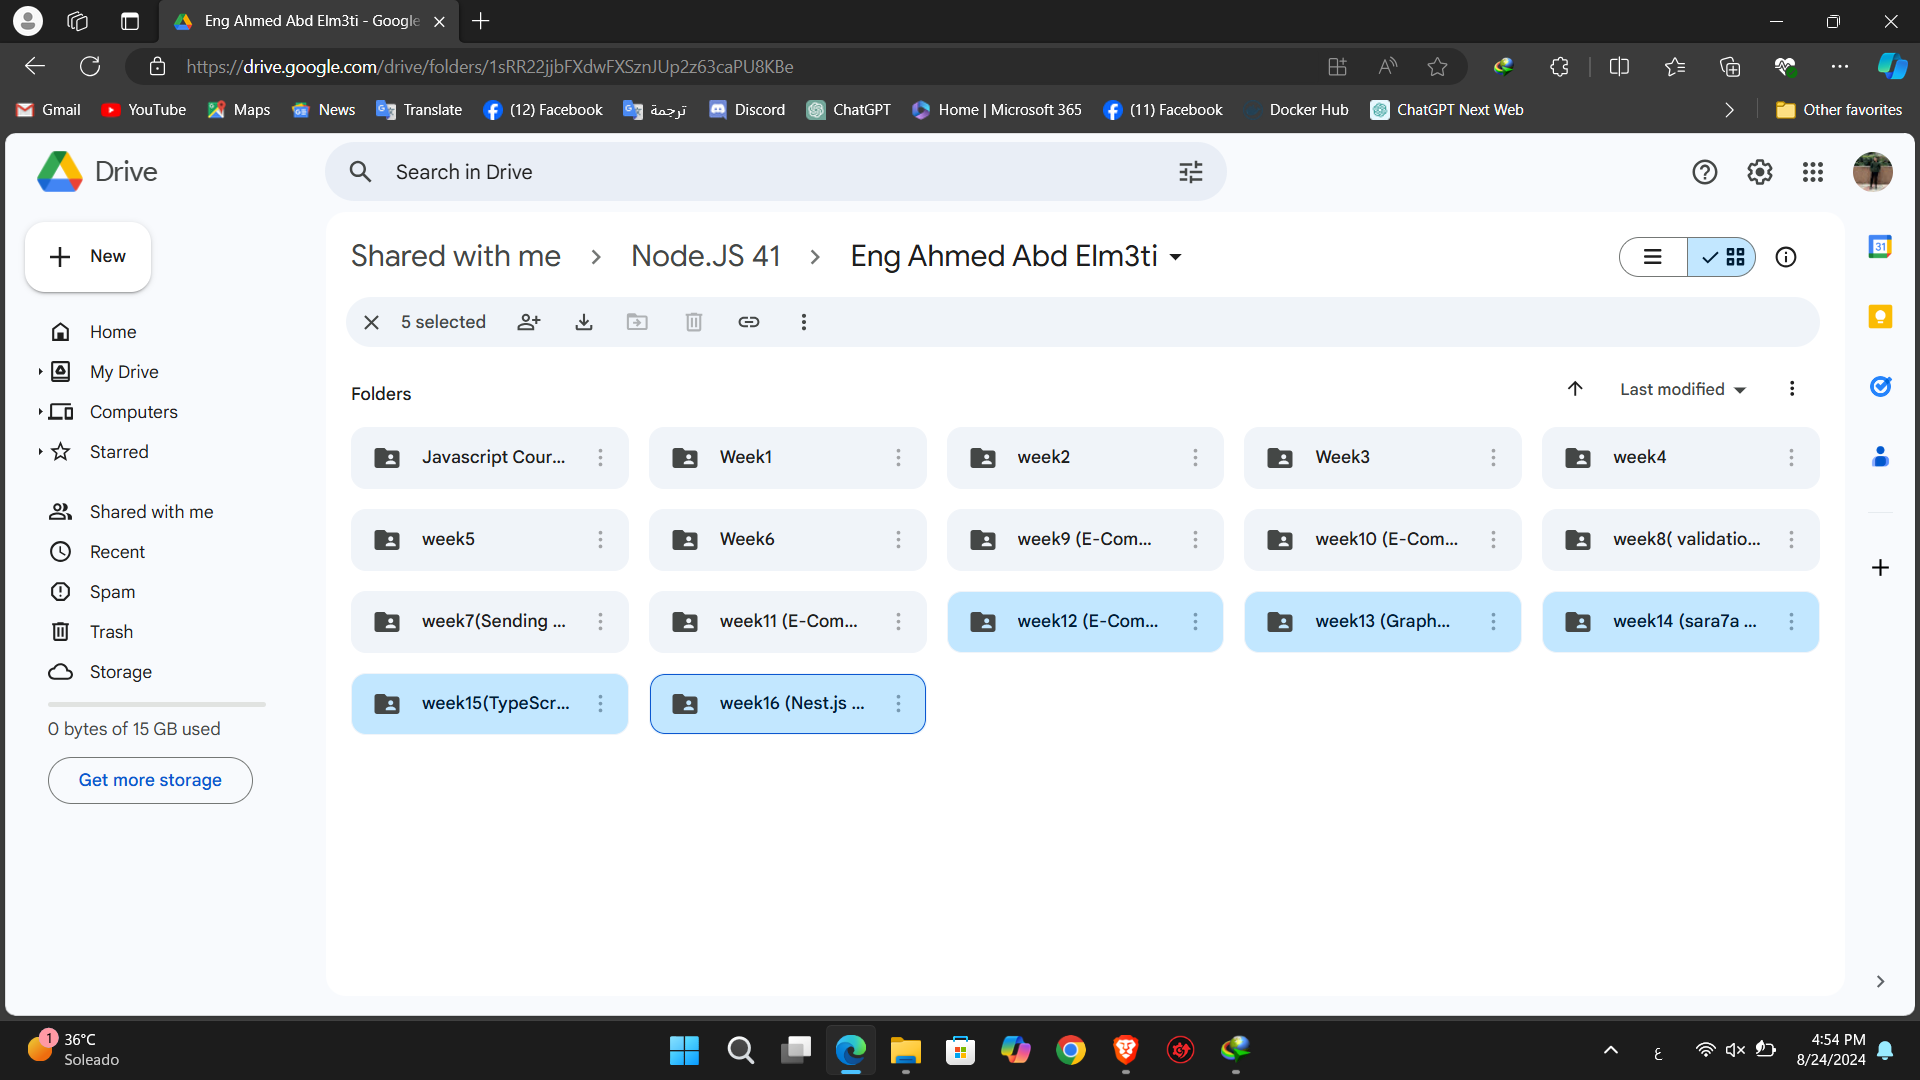 Eng Ahmed Abd Elm3ti - Google
https://drive.google.com/drive/folders/1sRR22jjbFXdwFXSznJUp2z63caPU8KBe
Gmail YouTube Maps News Translate (12) Facebook ترجمة Discord ChatGPT Home | Microsoft 365 (11) Facebook Docker Hub ChatGPT Next Web Other favorites
Drive
Search in Drive
New
Home
My Drive
Computers
Starred
Shared with me
Recent
Spam
Trash
Storage
0 bytes of 15 GB used
Get more storage
Shared with me > Node.JS 41 > Eng Ahmed Abd Elm3ti
5 selected
Folders
Last modified
Javascript Cour... Week1 week2 Week3 week4
week5 Week6 week9 (E-Com... week10 (E-Com... week8( validatio...
week7(Sending ... week11 (E-Com... week12 (E-Com... week13 (Graph... week14 (sara7a ...
week15(TypeScr... week16 (Nest.js ...
31
1
36°C
Soleado
ع
4:54 PM
8/24/2024